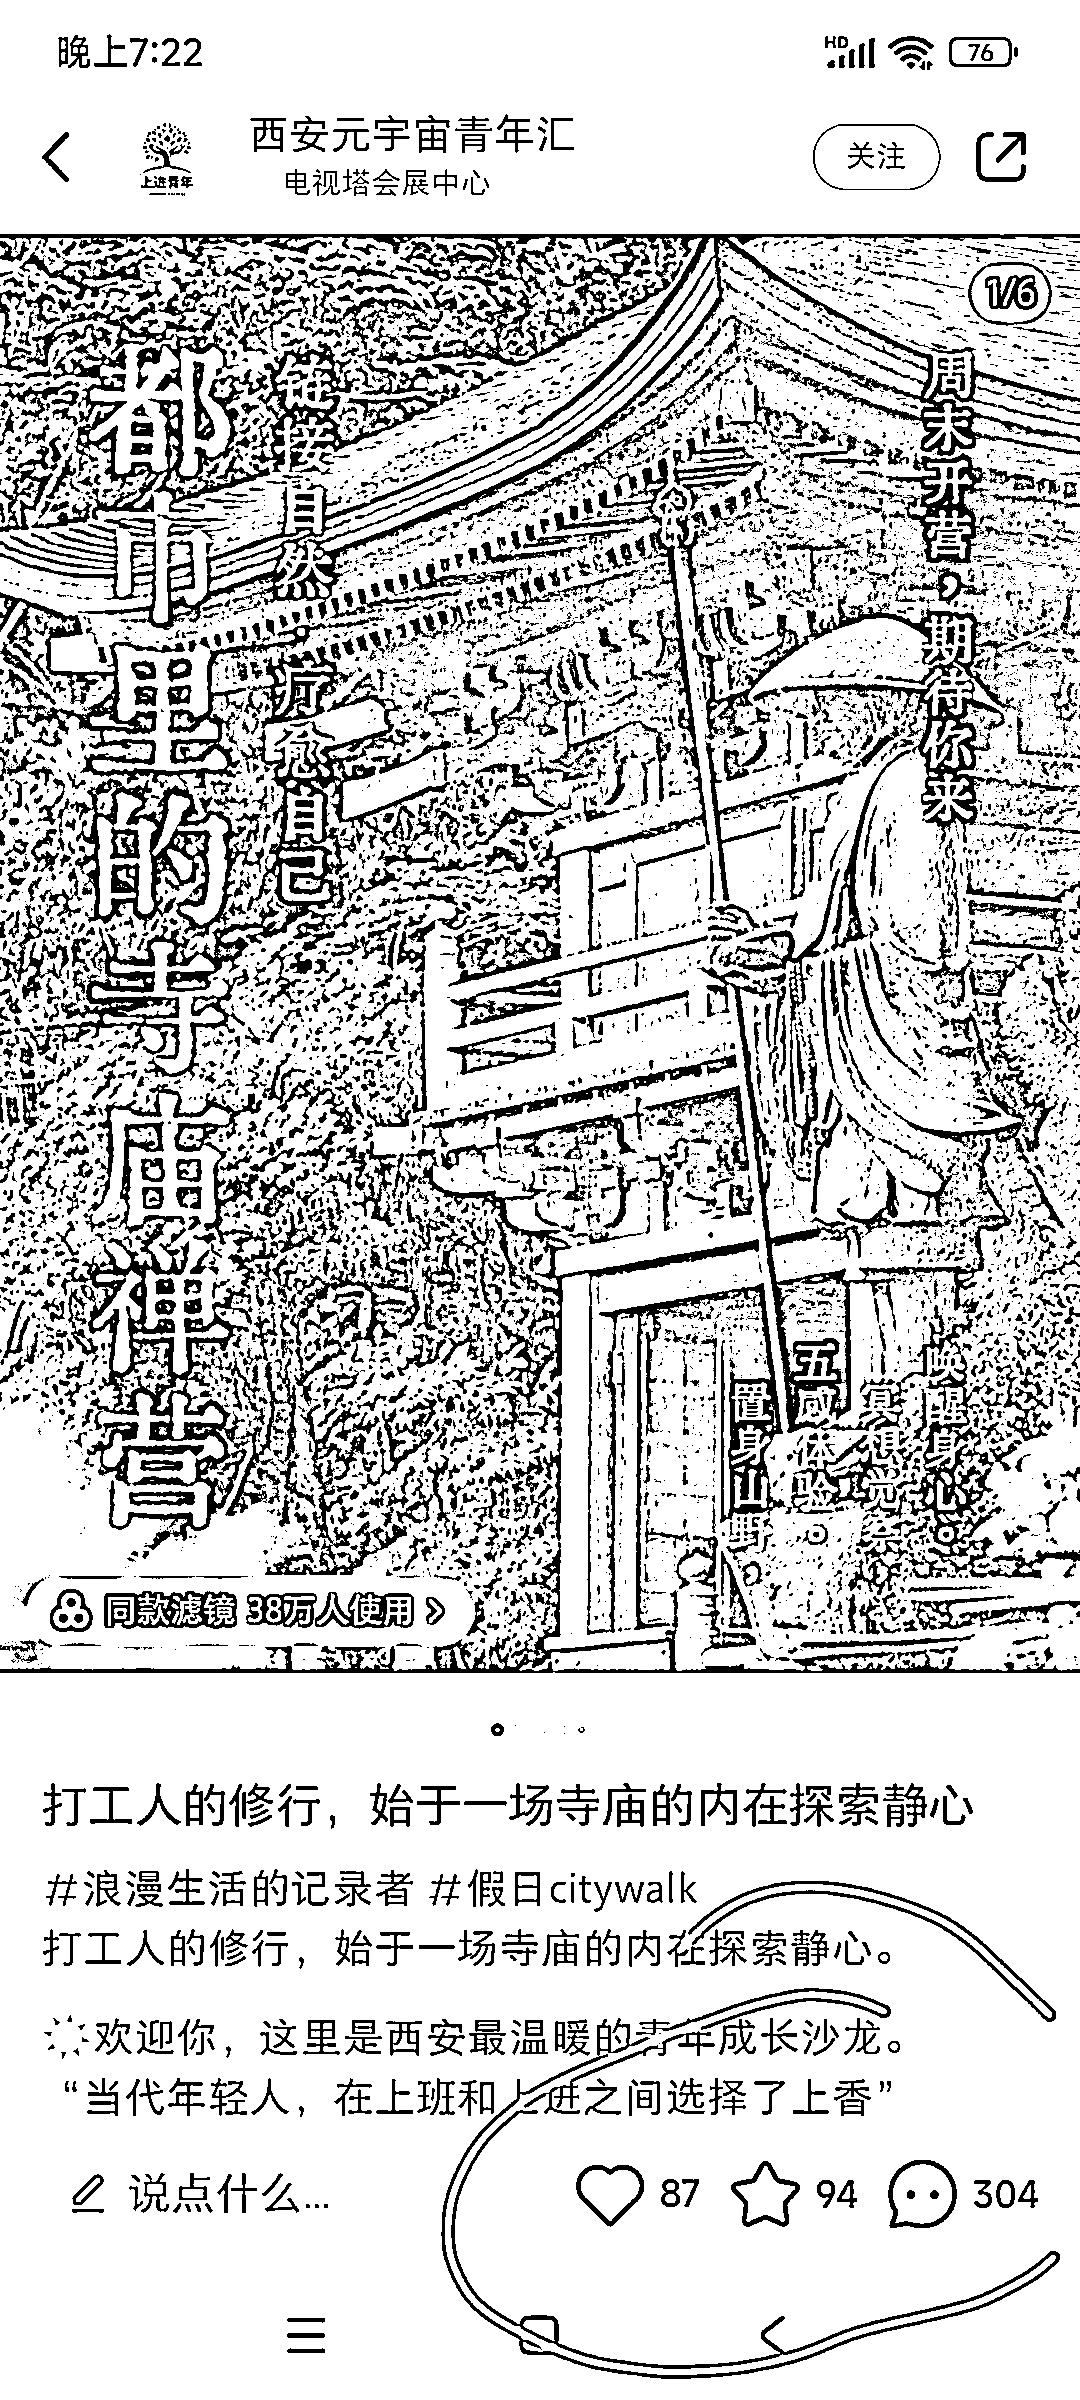 晚上7:22
HD
76
西安元宇宙青年汇
关注
上进青年
电视塔会展中心
1/6
周末开营，期待你来
链接自然·疗愈自己
都市里的寺庙禅营
唤醒身心。
冥想觉察。
五感体验。
置身山野。
同款滤镜 38万人使用 >
打工人的修行，始于一场寺庙的内在探索静心
#浪漫生活的记录者 #假日citywalk
打工人的修行，始于一场寺庙的内在探索静心。
欢迎你，这里是西安最温暖的青年成长沙龙。
“当代年轻人，在上班和上进之间选择了上香”
说点什么...
87
94
304